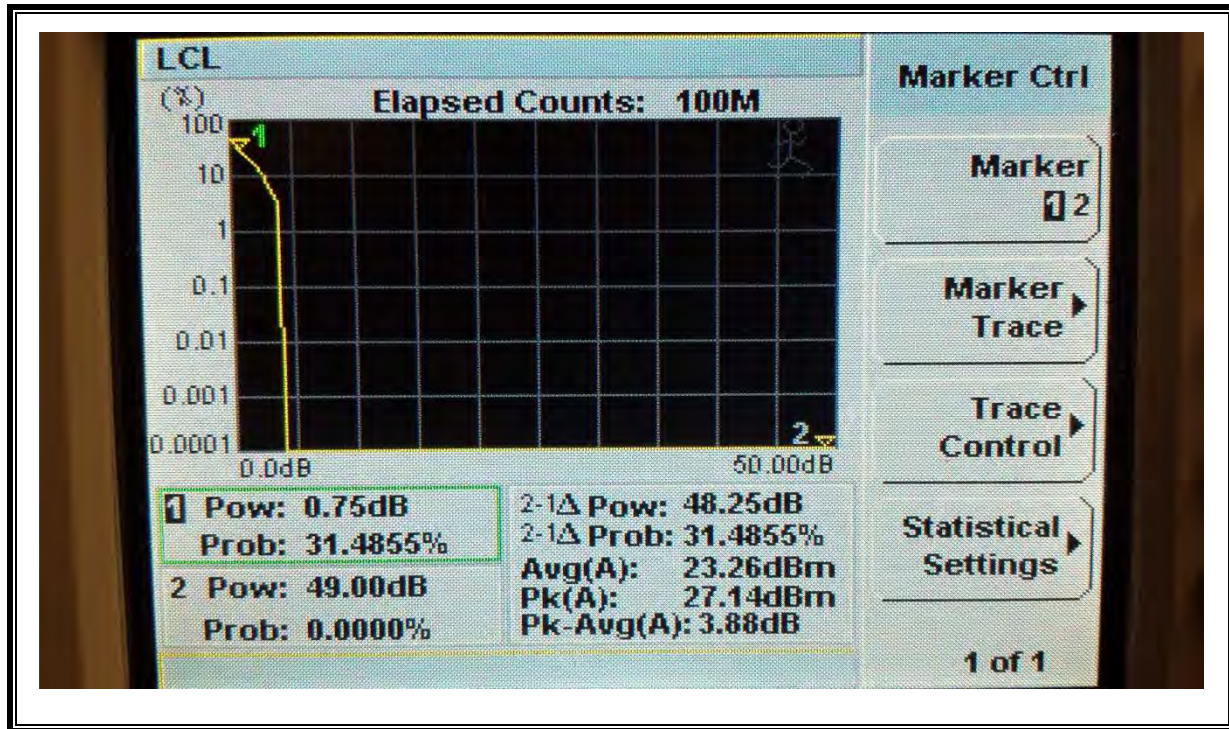 LCL
(%)
Elapsed Counts: 100M
100
1
10
1
0.1
0.01
0.001
0.0001
2
0.0dB
50.00dB
1 Pow: 0.75dB
Prob: 31.4855%
2 Pow: 49.00dB
Prob: 0.0000%
2-1Δ Pow: 48.25dB
2-1Δ Prob: 31.4855%
Avg(A): 23.26dBm
Pk(A): 27.14dBm
Pk-Avg(A): 3.88dB
Marker Ctrl
Marker
1 2
Marker
Trace
Trace
Control
Statistical
Settings
1 of 1